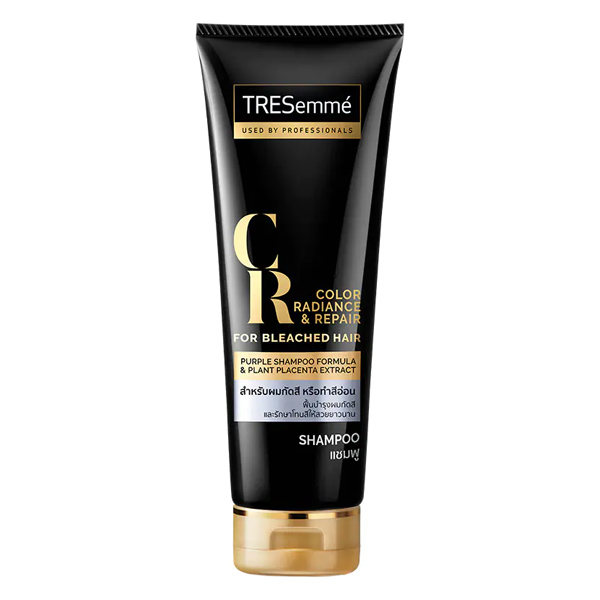 TRESemmé
USED BY PROFESSIONALS
CR
COLOR
RADIANCE
& REPAIR
FOR BLEACHED HAIR
PURPLE SHAMPOO FORMULA
& PLANT PLACENTA EXTRACT
สำหรับผมกัดสี หรือทำสีอ่อน
ฟื้นบำรุงผมกัดสี
และรักษาโทนสีให้สวยยาวนาน
SHAMPOO
แชมพู